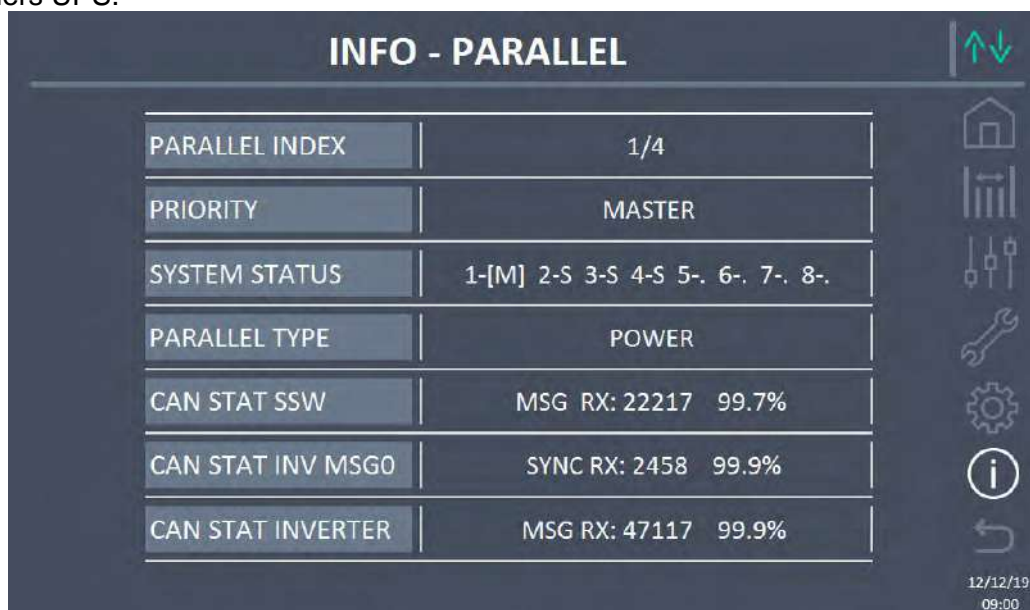 UPS.
INFO - PARALLEL
PARALLEL INDEX 1/4
PRIORITY MASTER
SYSTEM STATUS 1-[M] 2-S 3-S 4-S 5-. 6-. 7-. 8-.
PARALLEL TYPE POWER
CAN STAT SSW MSG RX: 22217 99.7%
CAN STAT INV MSG0 SYNC RX: 2458 99.9%
CAN STAT INVERTER MSG RX: 47117 99.9%
12/12/19
09:00